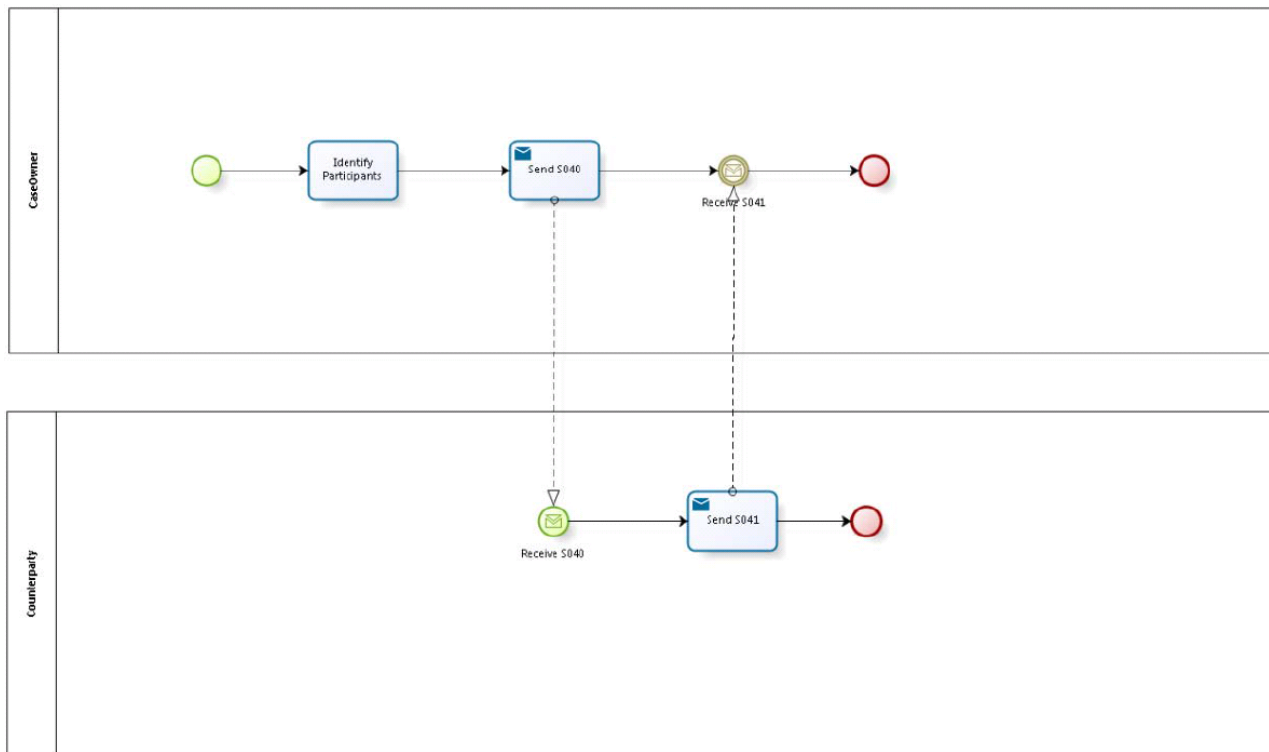 CaseOwner
Identify
Participants
Send S040
Receive S041
Counterparty
Receive S040
Send S041